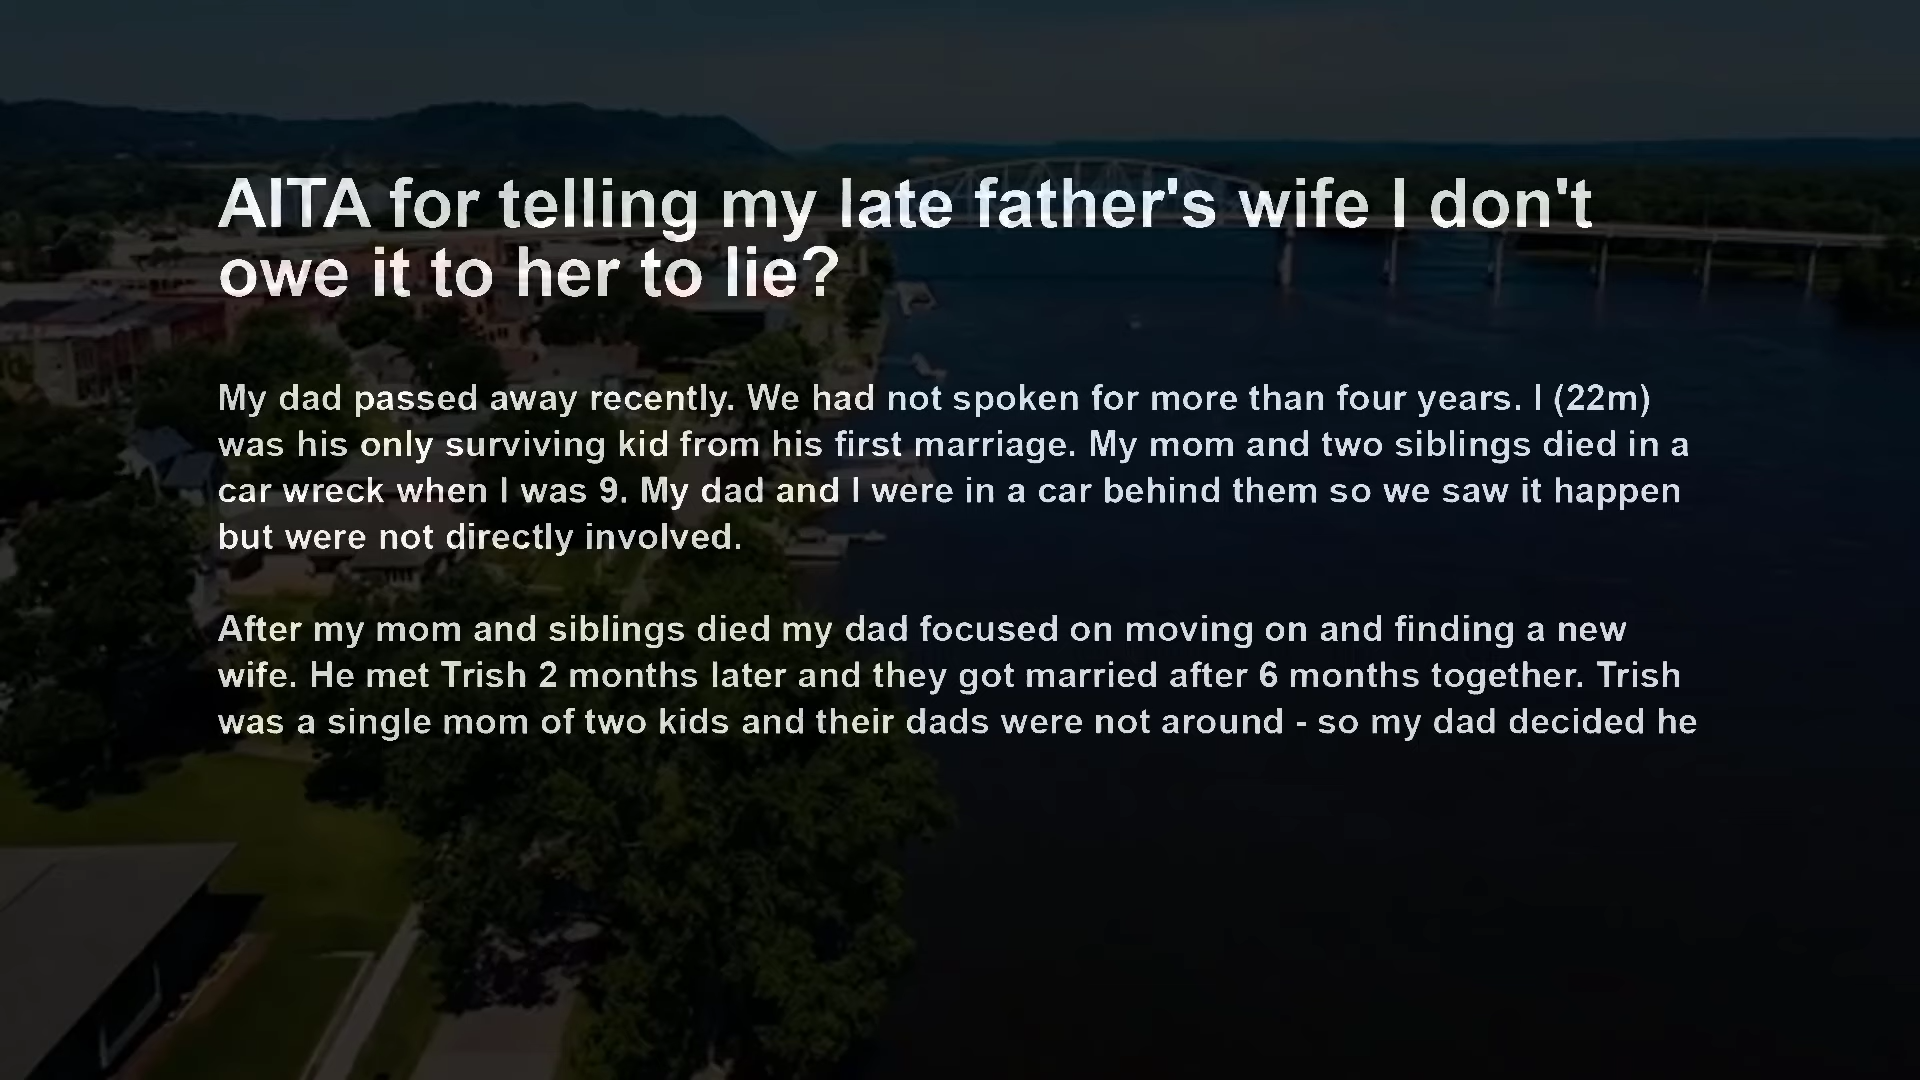 AITA for telling my late father's wife I don't
owe it to her to lie?
My dad passed away recently. We had not spoken for more than four years. I (22m)
was his only surviving kid from his first marriage. My mom and two siblings died in a
car wreck when I was 9. My dad and I were in a car behind them so we saw it happen
but were not directly involved.
After my mom and siblings died my dad focused on moving on and finding a new
wife. He met Trish 2 months later and they got married after 6 months together. Trish
was a single mom of two kids and their dads were not around - so my dad decided he